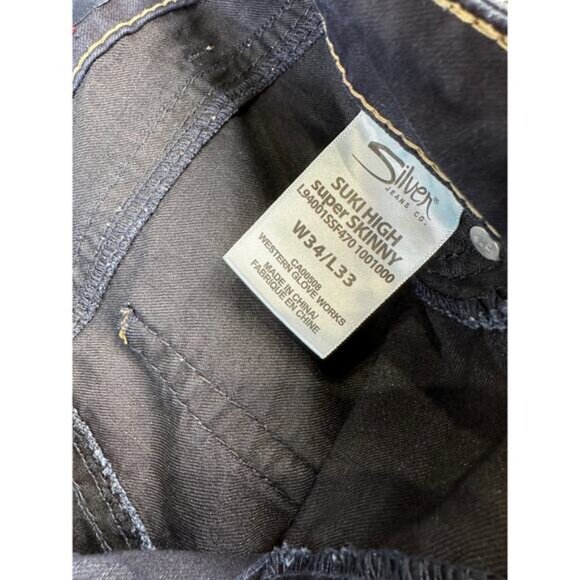 Silver®
JEANS CO.
SUKI HIGH
super SKINNY
L94001SSF470 1001000
W34/L33
CA00508
WESTERN GLOVE WORKS
MADE IN CHINA/
FABRIQUE EN CHINE